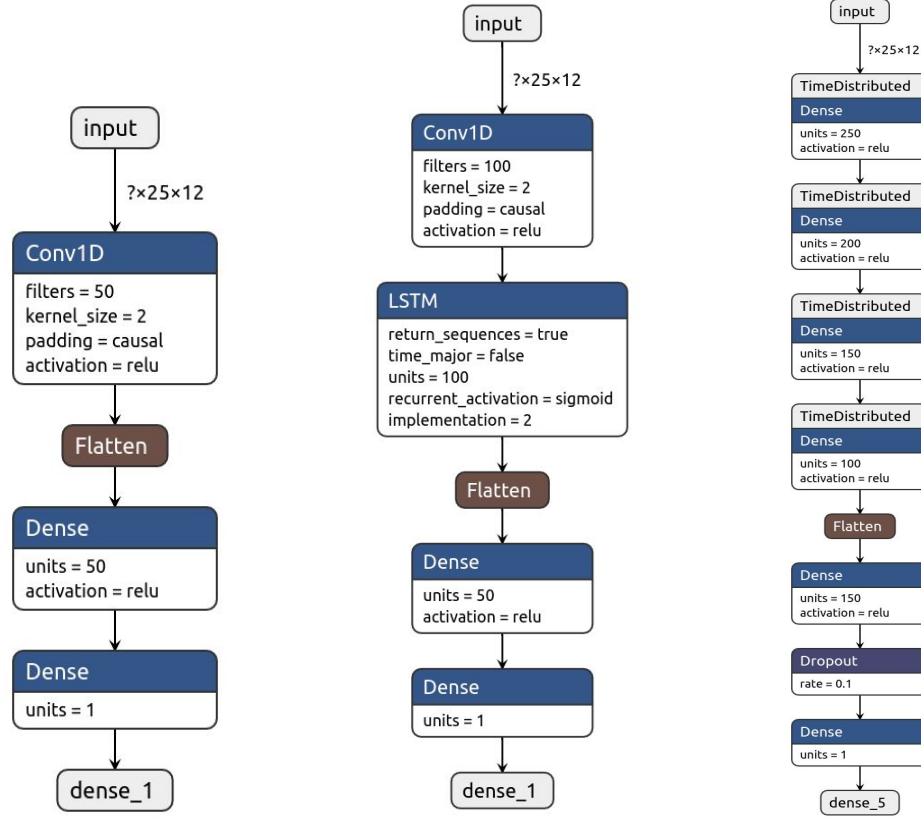 input
?×25×12
Conv1D
filters = 50
kernel_size = 2
padding = causal
activation = relu
Flatten
Dense
units = 50
activation = relu
Dense
units = 1
dense_1
input
?×25×12
Conv1D
filters = 100
kernel_size = 2
padding = causal
activation = relu
LSTM
return_sequences = true
time_major = false
units = 100
recurrent_activation = sigmoid
implementation = 2
Flatten
Dense
units = 50
activation = relu
Dense
units = 1
dense_1
input
?×25×12
TimeDistributed
Dense
units = 250
activation = relu
TimeDistributed
Dense
units = 200
activation = relu
TimeDistributed
Dense
units = 150
activation = relu
TimeDistributed
Dense
units = 100
activation = relu
Flatten
Dense
units = 150
activation = relu
Dropout
rate = 0.1
Dense
units = 1
dense_5